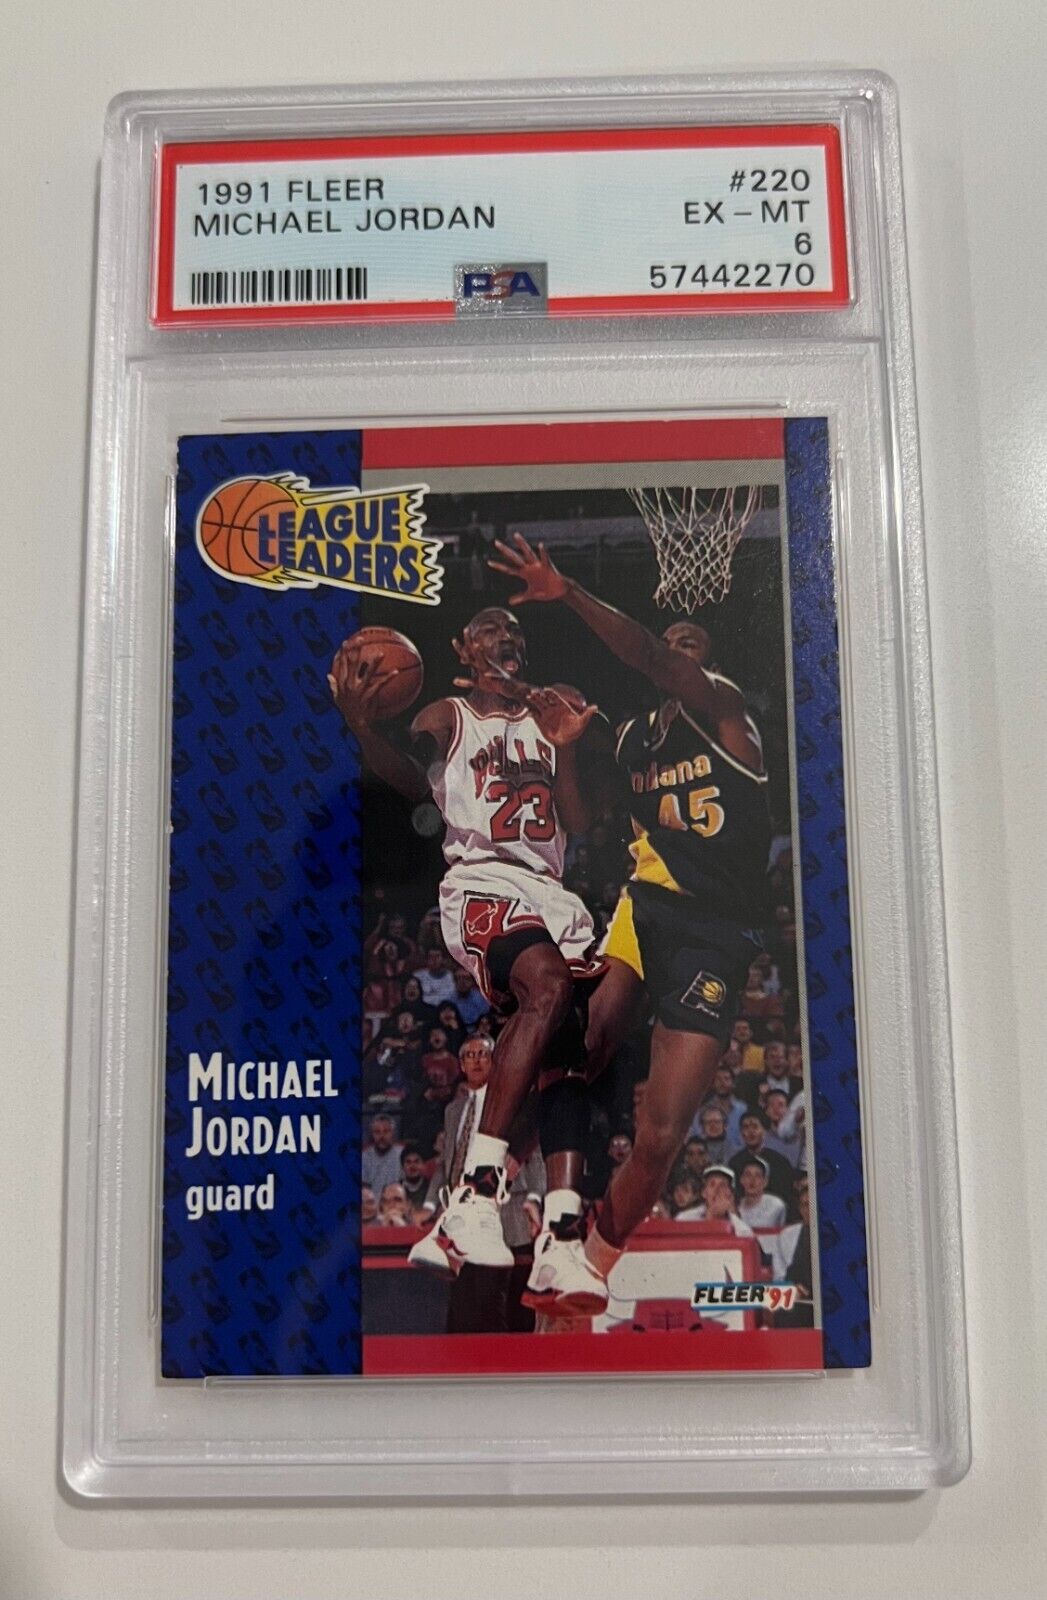 1991 FLEER #220
MICHAEL JORDAN EX – MT
6
PSA 57442270
LEAGUE
LEADERS
BULLS
23
ndiana
45
MICHAEL
JORDAN
guard
FLEER '91